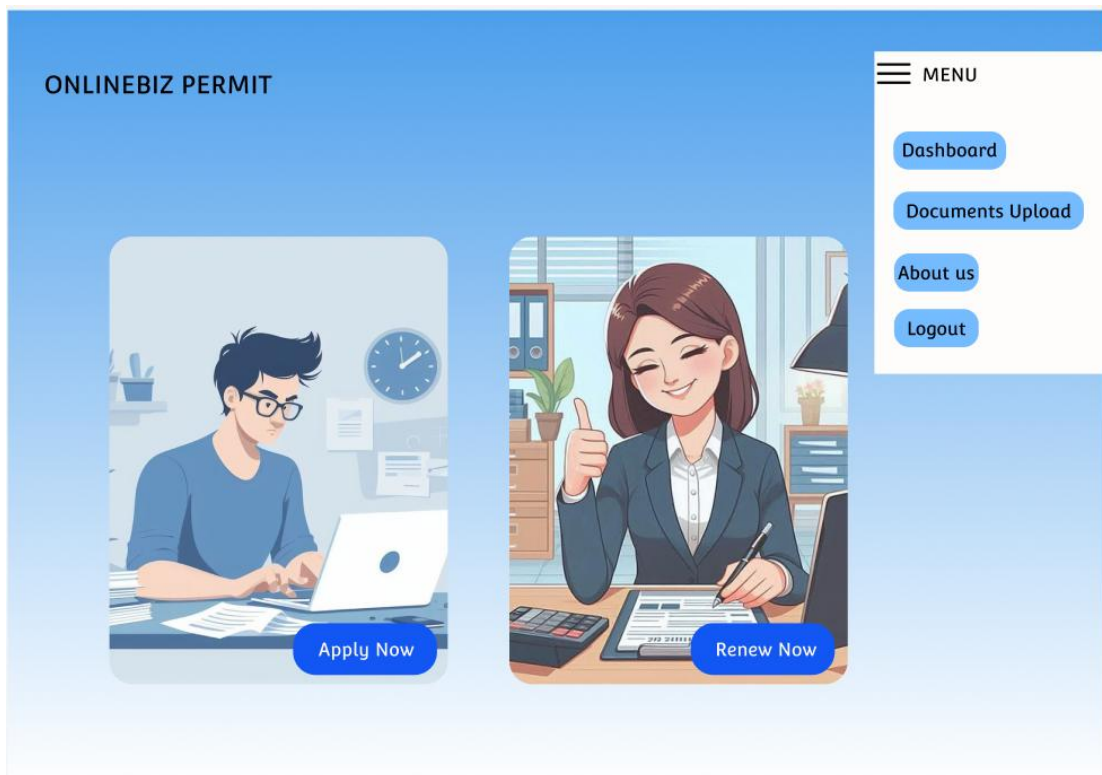 ONLINEBIZ PERMIT
MENU
Dashboard
Documents Upload
About us
Logout
Apply Now
Renew Now